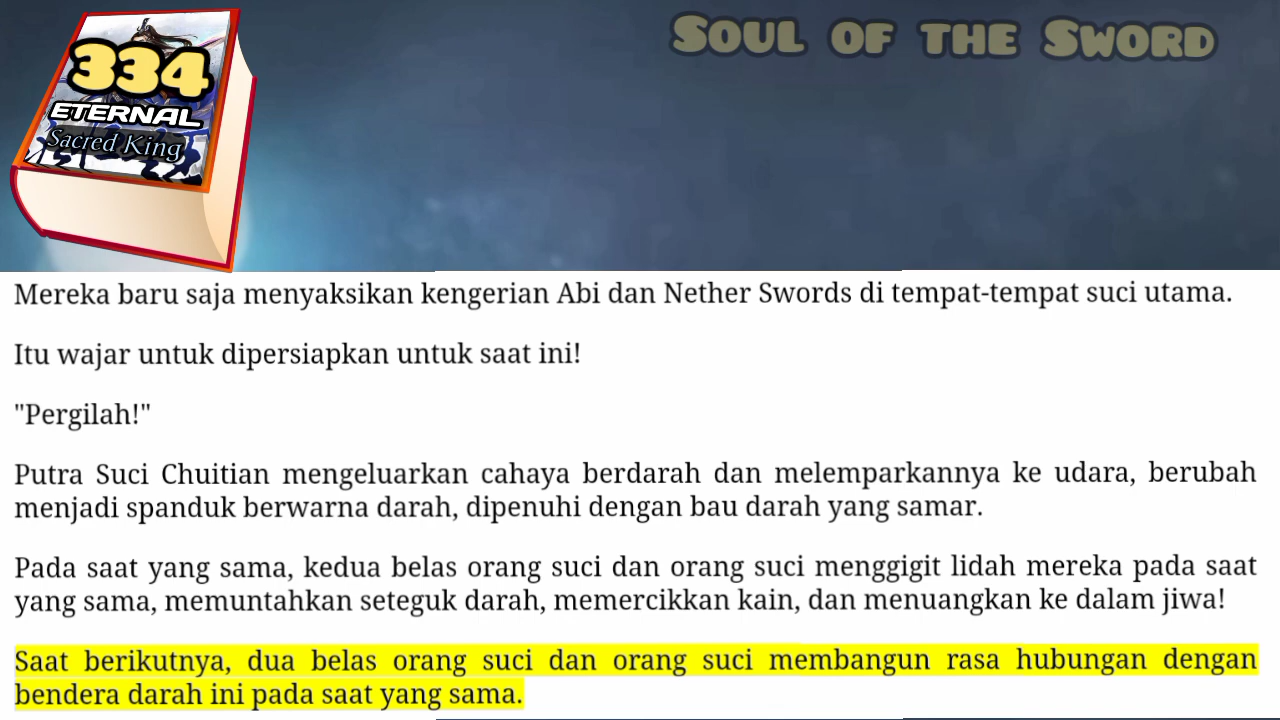 SOUL OF THE SWORD
334
ETERNAL
Sacred King
Mereka baru saja menyaksikan kengerian Abi dan Nether Swords di tempat-tempat suci utama.
Itu wajar untuk dipersiapkan untuk saat ini!
"Pergilah!"
Putra Suci Chuitian mengeluarkan cahaya berdarah dan melemparkannya ke udara, berubah
menjadi spanduk berwarna darah, dipenuhi dengan bau darah yang samar.
Pada saat yang sama, kedua belas orang suci dan orang suci menggigit lidah mereka pada saat
yang sama, memuntahkan seteguk darah, memercikkan kain, dan menuangkan ke dalam jiwa!
Saat berikutnya, dua belas orang suci dan orang suci membangun rasa hubungan dengan
bendera darah ini pada saat yang sama.